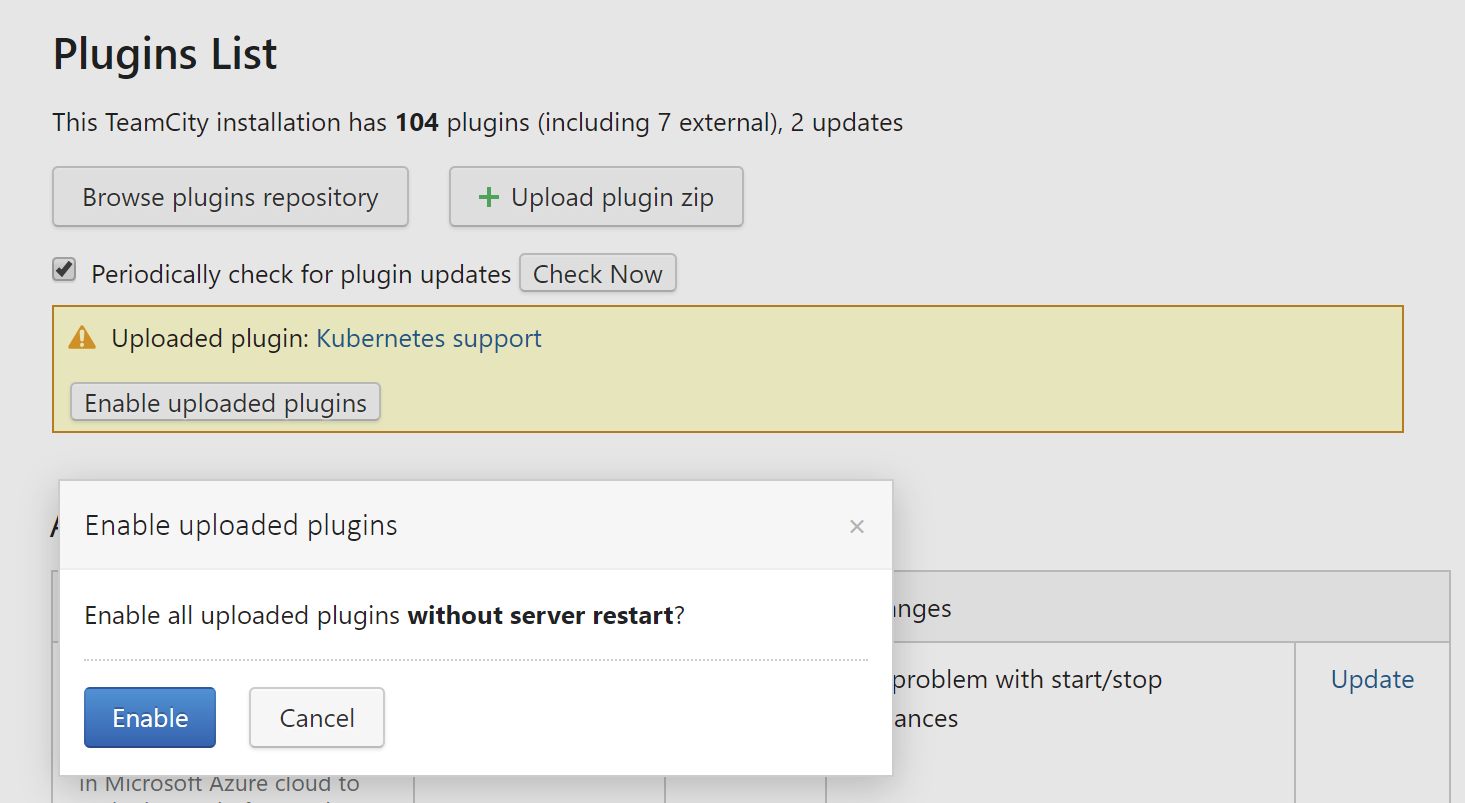 Plugins List
This TeamCity installation has 104 plugins (including 7 external), 2 updates
Browse plugins repository
Upload plugin zip
Periodically check for plugin updates Check Now
Uploaded plugin: Kubernetes support
Enable uploaded plugins
Enable uploaded plugins
×
Enable all uploaded plugins without server restart?
Enable Cancel
problem with start/stop
Update
in Microsoft Azure cloud to